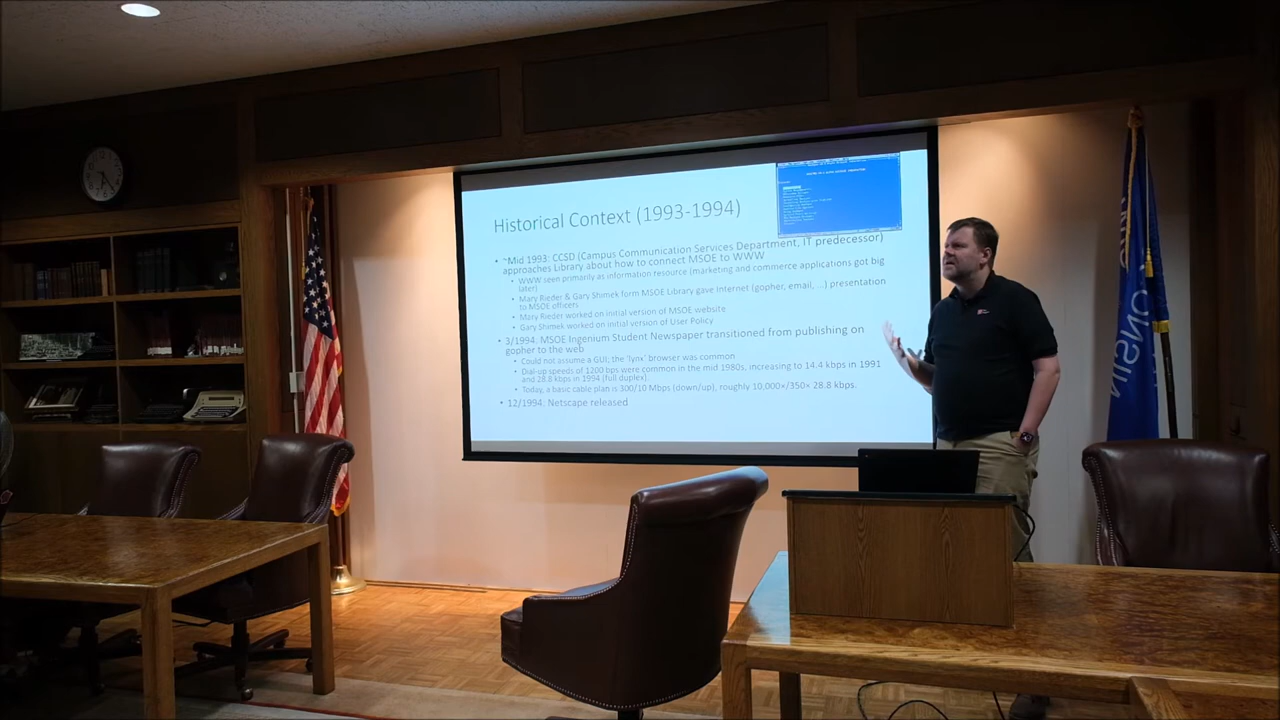 Historical Context (1993-1994)
• ~Mid 1993: CCSD (Campus Communication Services Department, IT predecessor)
approaches Library about how to connect MSOE to WWW
• WWW seen primarily as information resource (marketing and commerce applications got big
later)
• Mary Rieder & Gary Shimek form MSOE Library gave Internet (gopher, email, ...) presentation
to MSOE officers
• Mary Rieder worked on initial version of MSOE website
• Gary Shimek worked on initial version of User Policy
• 3/1994. MSOE Ingenium Student Newspaper transitioned from publishing on
gopher to the web
• Could not assume a GUI; the 'lynx' browser was common
• Dial-up speeds of 1200 bps were common in the mid 1980s, increasing to 14.4 kbps in 1991
and 28.8 kbps in 1994 (full duplex).
• Today, a basic cable plan is 300/10 Mbps (down/up), roughly 10,000×/350× 28.8 kbps.
• 12/1994. Netscape released
ONSIN